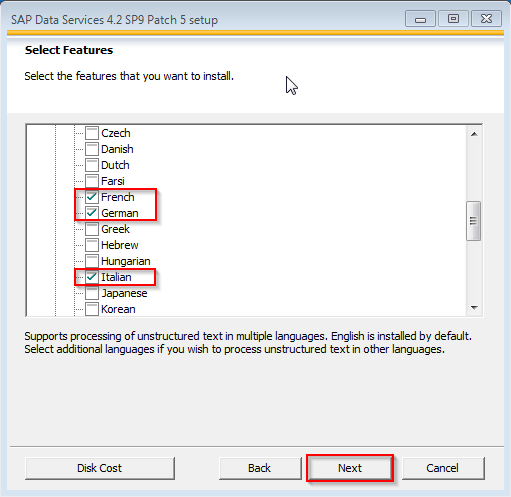 SAP Data Services 4.2 SP9 Patch 5 setup
Select Features
Select the features that you want to install.
Czech
Danish
Dutch
Farsi
French
German
Greek
Hebrew
Hungarian
Italian
Japanese
Korean
Supports processing of unstructured text in multiple languages. English is installed by default.
Select additional languages if you wish to process unstructured text in other languages.
Disk Cost
Back
Next
Cancel